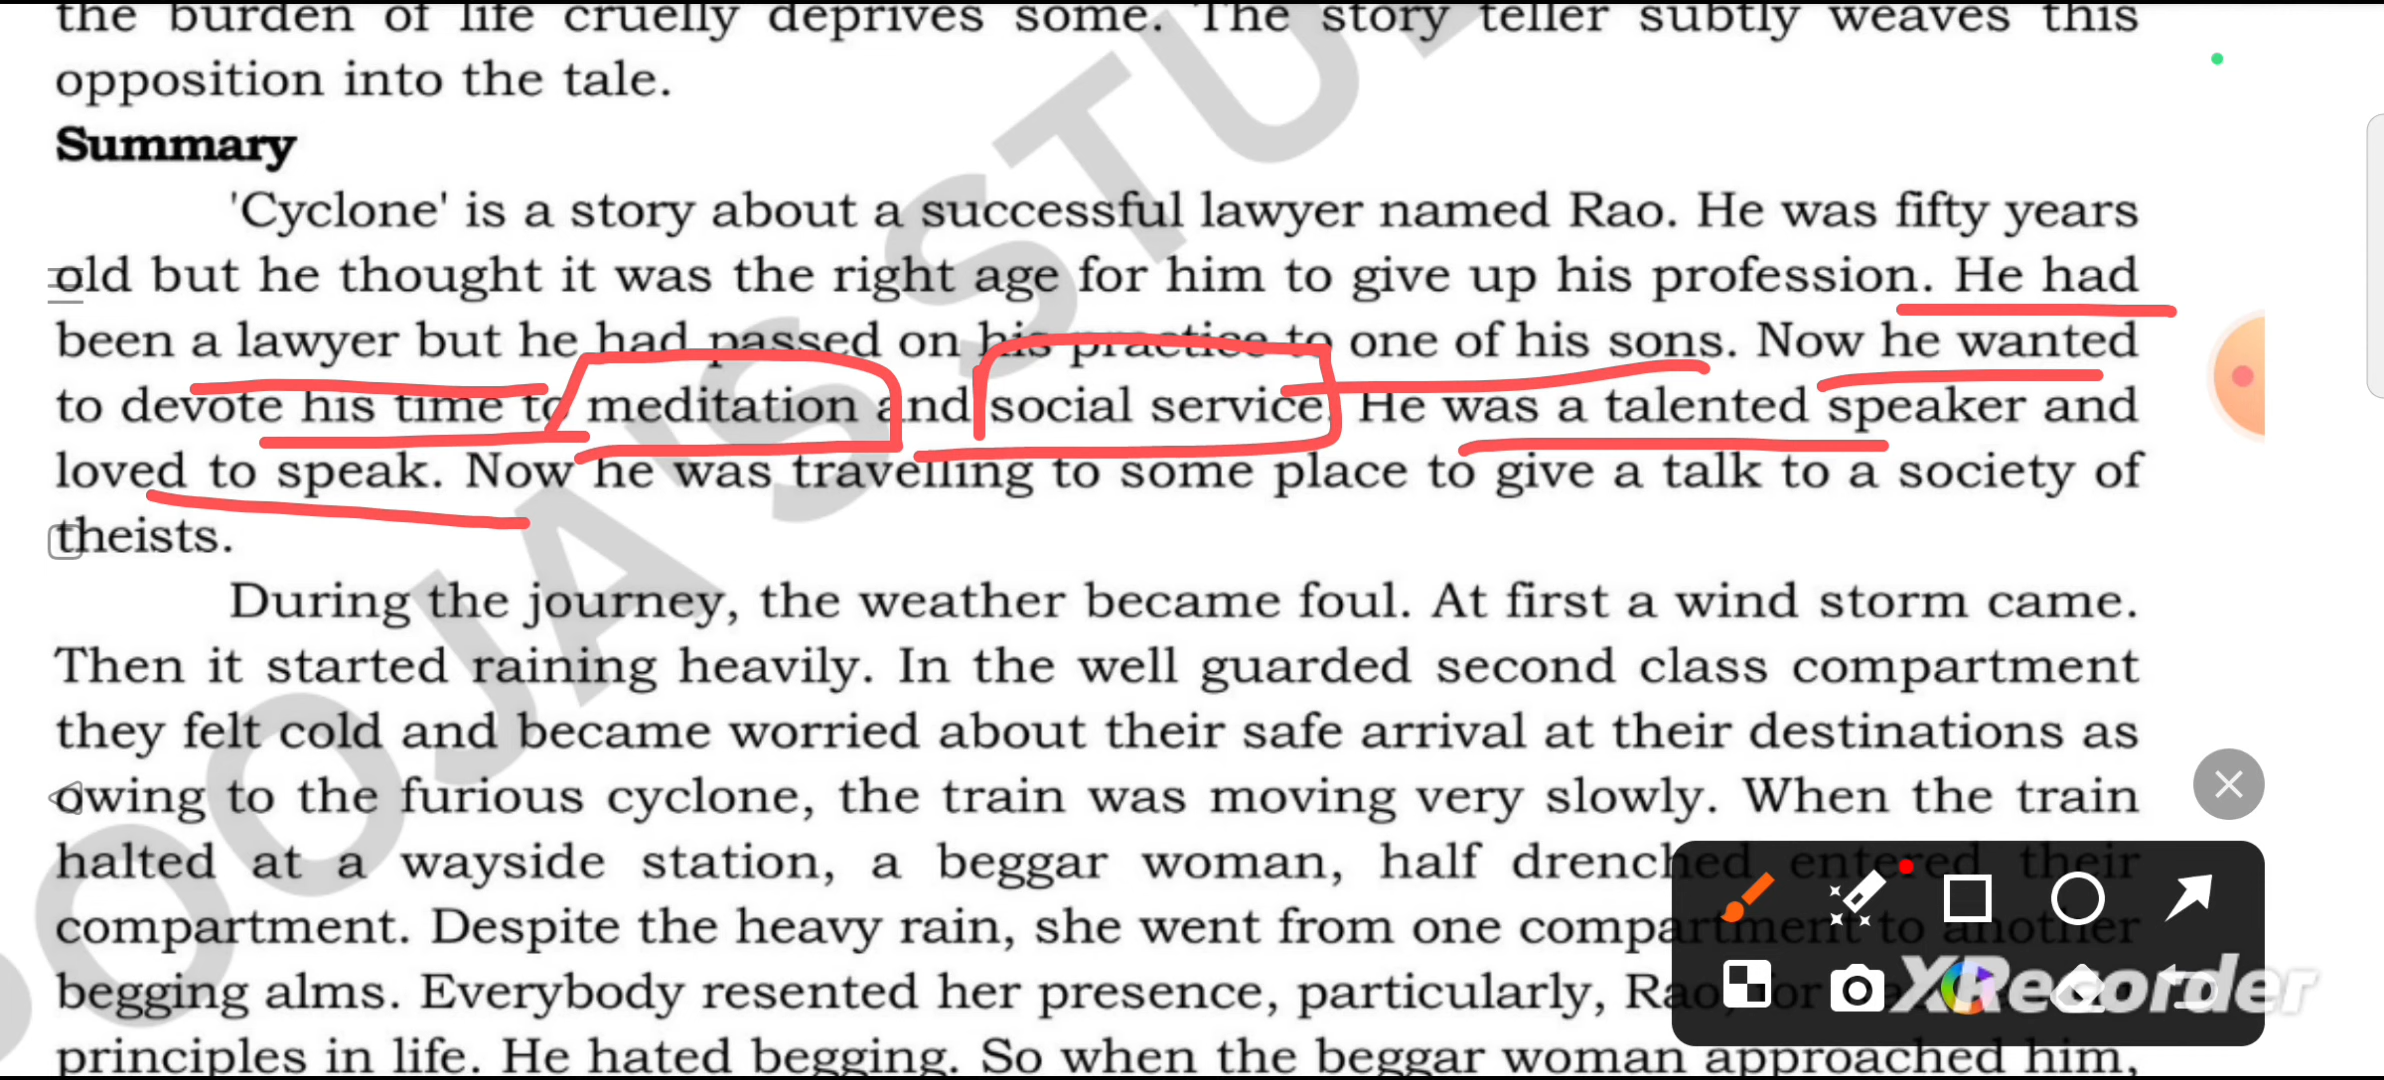 the burden of life cruelly deprives some. The story teller subtly weaves this
opposition into the tale.
Summary
'Cyclone' is a story about a successful lawyer named Rao. He was fifty years
old but he thought it was the right age for him to give up his profession. He had
been a lawyer but he had passed on his practice to one of his sons. Now he wanted
to devote his time to meditation and social service. He was a talented speaker and
loved to speak. Now he was travelling to some place to give a talk to a society of
theists.
During the journey, the weather became foul. At first a wind storm came.
Then it started raining heavily. In the well guarded second class compartment
they felt cold and became worried about their safe arrival at their destinations as
owing to the furious cyclone, the train was moving very slowly. When the train
halted at a wayside station, a beggar woman, half drenched entered their
compartment. Despite the heavy rain, she went from one compartment to another
begging alms. Everybody resented her presence, particularly, Rao, for
principles in life. He hated begging. So when the beggar woman approached him,
POOJA'S
XRecorder